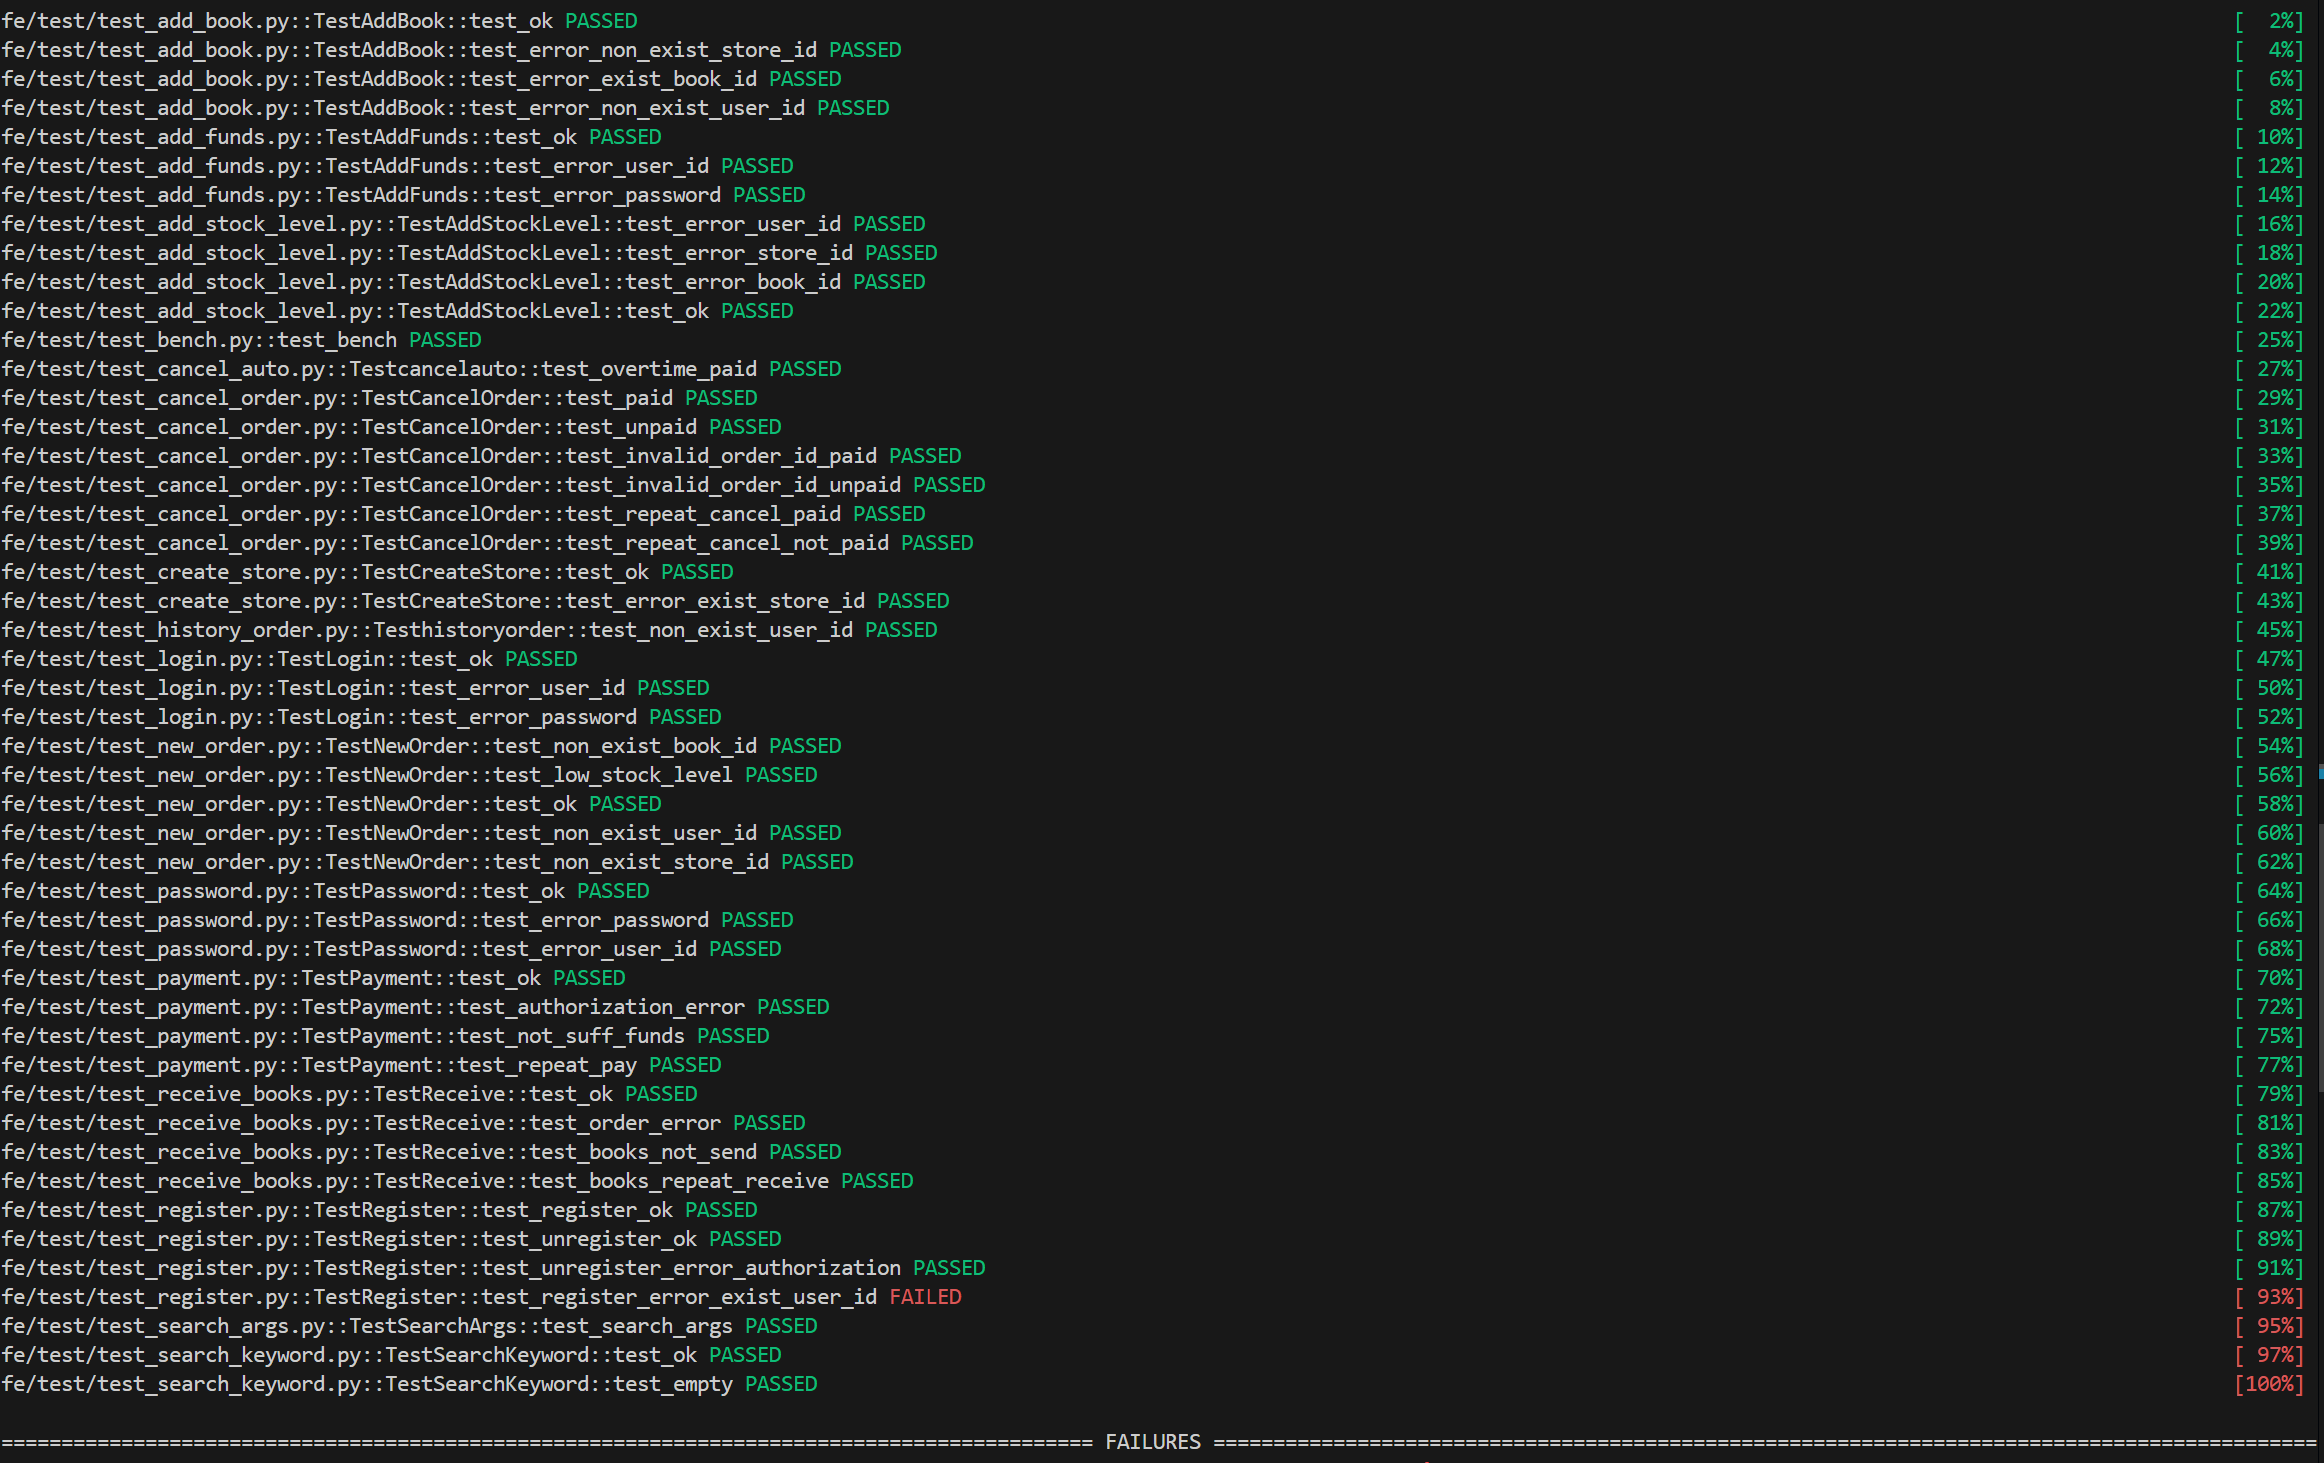 fe/test/test_add_book.py::TestAddBook::test_ok PASSED [  2%]
fe/test/test_add_book.py::TestAddBook::test_error_non_exist_store_id PASSED [  4%]
fe/test/test_add_book.py::TestAddBook::test_error_exist_book_id PASSED [  6%]
fe/test/test_add_book.py::TestAddBook::test_error_non_exist_user_id PASSED [  8%]
fe/test/test_add_funds.py::TestAddFunds::test_ok PASSED [ 10%]
fe/test/test_add_funds.py::TestAddFunds::test_error_user_id PASSED [ 12%]
fe/test/test_add_funds.py::TestAddFunds::test_error_password PASSED [ 14%]
fe/test/test_add_stock_level.py::TestAddStockLevel::test_error_user_id PASSED [ 16%]
fe/test/test_add_stock_level.py::TestAddStockLevel::test_error_store_id PASSED [ 18%]
fe/test/test_add_stock_level.py::TestAddStockLevel::test_error_book_id PASSED [ 20%]
fe/test/test_add_stock_level.py::TestAddStockLevel::test_ok PASSED [ 22%]
fe/test/test_bench.py::test_bench PASSED [ 25%]
fe/test/test_cancel_auto.py::Testcancelauto::test_overtime_paid PASSED [ 27%]
fe/test/test_cancel_order.py::TestCancelOrder::test_paid PASSED [ 29%]
fe/test/test_cancel_order.py::TestCancelOrder::test_unpaid PASSED [ 31%]
fe/test/test_cancel_order.py::TestCancelOrder::test_invalid_order_id_paid PASSED [ 33%]
fe/test/test_cancel_order.py::TestCancelOrder::test_invalid_order_id_unpaid PASSED [ 35%]
fe/test/test_cancel_order.py::TestCancelOrder::test_repeat_cancel_paid PASSED [ 37%]
fe/test/test_cancel_order.py::TestCancelOrder::test_repeat_cancel_not_paid PASSED [ 39%]
fe/test/test_create_store.py::TestCreateStore::test_ok PASSED [ 41%]
fe/test/test_create_store.py::TestCreateStore::test_error_exist_store_id PASSED [ 43%]
fe/test/test_history_order.py::Testhistoryorder::test_non_exist_user_id PASSED [ 45%]
fe/test/test_login.py::TestLogin::test_ok PASSED [ 47%]
fe/test/test_login.py::TestLogin::test_error_user_id PASSED [ 50%]
fe/test/test_login.py::TestLogin::test_error_password PASSED [ 52%]
fe/test/test_new_order.py::TestNewOrder::test_non_exist_book_id PASSED [ 54%]
fe/test/test_new_order.py::TestNewOrder::test_low_stock_level PASSED [ 56%]
fe/test/test_new_order.py::TestNewOrder::test_ok PASSED [ 58%]
fe/test/test_new_order.py::TestNewOrder::test_non_exist_user_id PASSED [ 60%]
fe/test/test_new_order.py::TestNewOrder::test_non_exist_store_id PASSED [ 62%]
fe/test/test_password.py::TestPassword::test_ok PASSED [ 64%]
fe/test/test_password.py::TestPassword::test_error_password PASSED [ 66%]
fe/test/test_password.py::TestPassword::test_error_user_id PASSED [ 68%]
fe/test/test_payment.py::TestPayment::test_ok PASSED [ 70%]
fe/test/test_payment.py::TestPayment::test_authorization_error PASSED [ 72%]
fe/test/test_payment.py::TestPayment::test_not_suff_funds PASSED [ 75%]
fe/test/test_payment.py::TestPayment::test_repeat_pay PASSED [ 77%]
fe/test/test_receive_books.py::TestReceive::test_ok PASSED [ 79%]
fe/test/test_receive_books.py::TestReceive::test_order_error PASSED [ 81%]
fe/test/test_receive_books.py::TestReceive::test_books_not_send PASSED [ 83%]
fe/test/test_receive_books.py::TestReceive::test_books_repeat_receive PASSED [ 85%]
fe/test/test_register.py::TestRegister::test_register_ok PASSED [ 87%]
fe/test/test_register.py::TestRegister::test_unregister_ok PASSED [ 89%]
fe/test/test_register.py::TestRegister::test_unregister_error_authorization PASSED [ 91%]
fe/test/test_register.py::TestRegister::test_register_error_exist_user_id FAILED [ 93%]
fe/test/test_search_args.py::TestSearchArgs::test_search_args PASSED [ 95%]
fe/test/test_search_keyword.py::TestSearchKeyword::test_ok PASSED [ 97%]
fe/test/test_search_keyword.py::TestSearchKeyword::test_empty PASSED [100%]
=========================================================================================== FAILURES ============================================================================================